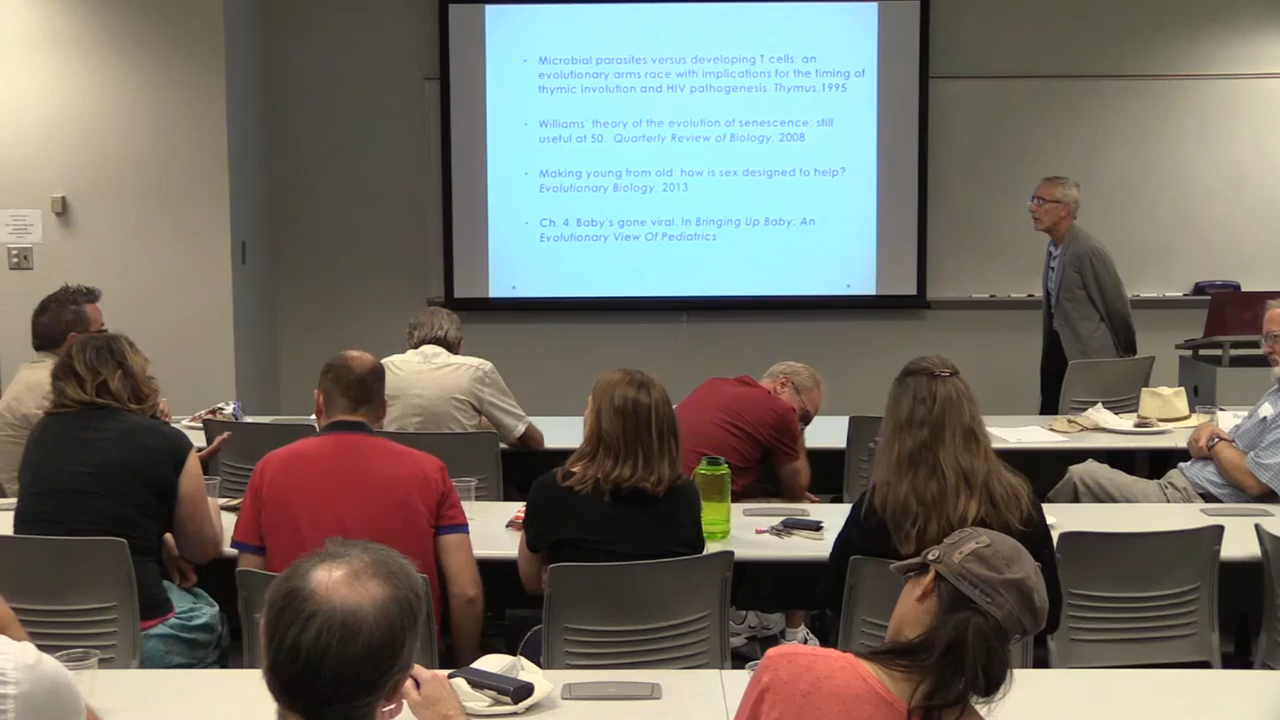 • Microbial parasites versus developing T cells: an
evolutionary arms race with implications for the timing of
thymic involution and HIV pathogenesis. Thymus,1995
• Williams' theory of the evolution of senescence: still
useful at 50. Quarterly Review of Biology, 2008
• Making young from old: how is sex designed to help?
Evolutionary Biology, 2013
• Ch. 4. Baby's gone viral. In Bringing Up Baby: An
Evolutionary View Of Pediatrics